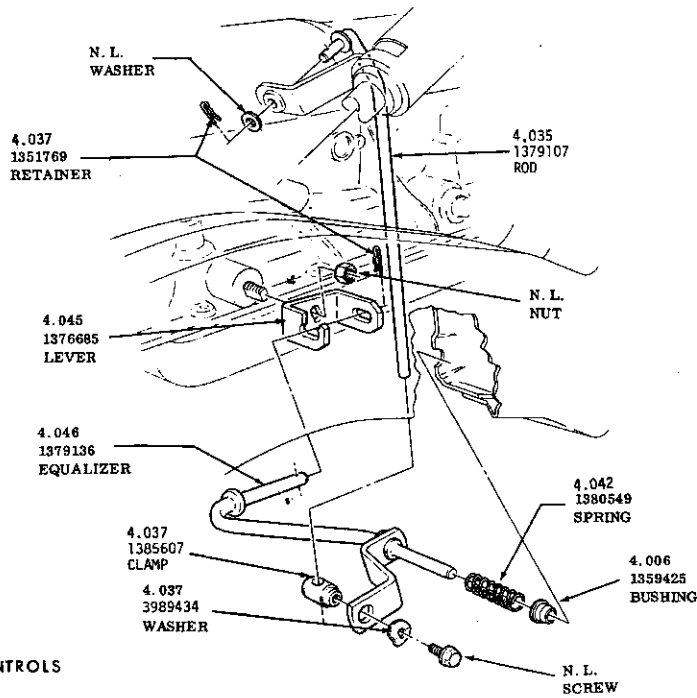 N. L.
WASHER
4.037
1351769
RETAINER
4.035
1379107
ROD
N. L.
NUT
4.045
1376685
LEVER
4.046
1379136
EQUALIZER
4.042
1380549
SPRING
4.037
1385607
CLAMP
4.006
1359425
BUSHING
4.037
3989434
WASHER
NTROLS
N. L.
SCREW